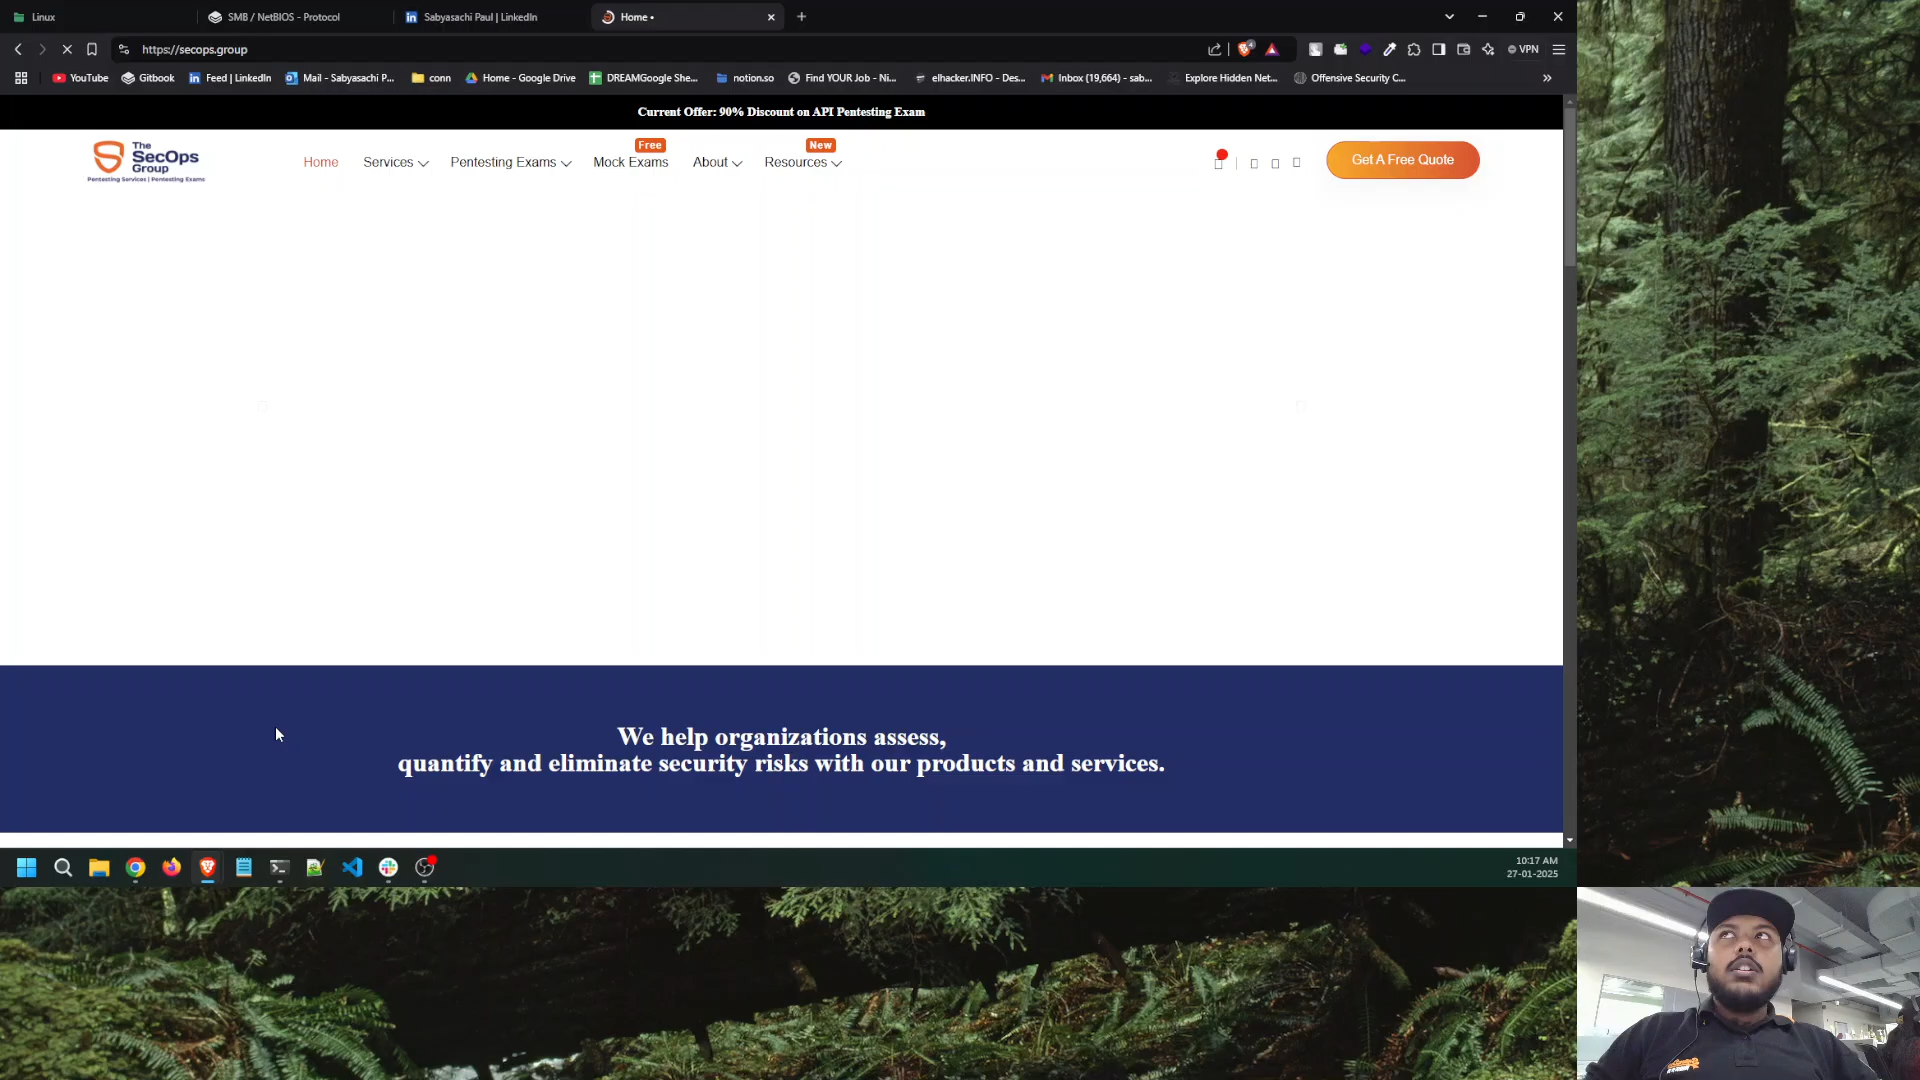 Linux
SMB / NetBIOS - Protocol
Sabyasachi Paul | LinkedIn
Home •
https://secops.group
4
VPN
YouTube
Gitbook
Feed | LinkedIn
Mail - Sabyasachi P...
conn
Home - Google Drive
DREAMGoogle She...
notion.so
Find YOUR Job - Ni...
elhacker.INFO - Des...
Inbox (19,664) - sab...
Explore Hidden Net...
Offensive Security C...
Current Offer: 90% Discount on API Pentesting Exam
The
SecOps
Group
Pentesting Services | Pentesting Exams
Home
Services
Pentesting Exams
Free
Mock Exams
About
New
Resources
Get A Free Quote
We help organizations assess,
quantify and eliminate security risks with our products and services.
10:17 AM
27-01-2025